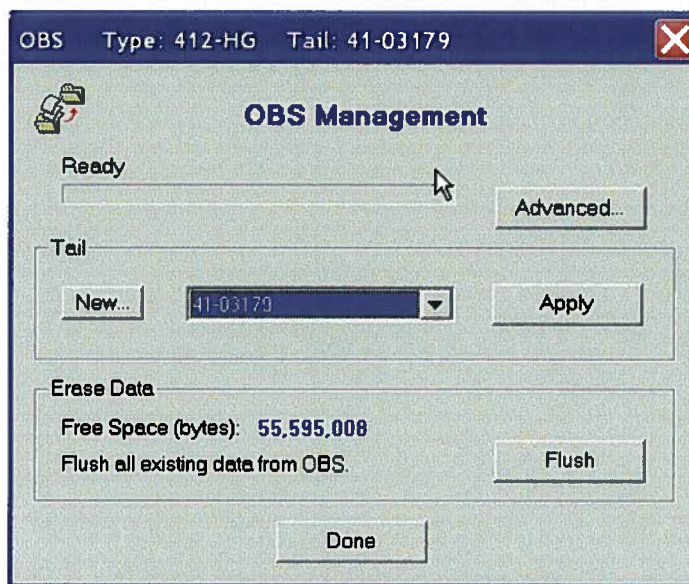 OBS Type: 412-HG Tail: 41-03179
OBS Management
Ready
Advanced...
Tail
New...
41-03179
Apply
Erase Data
Free Space (bytes): 55,595,008
Flush all existing data from OBS.
Flush
Done